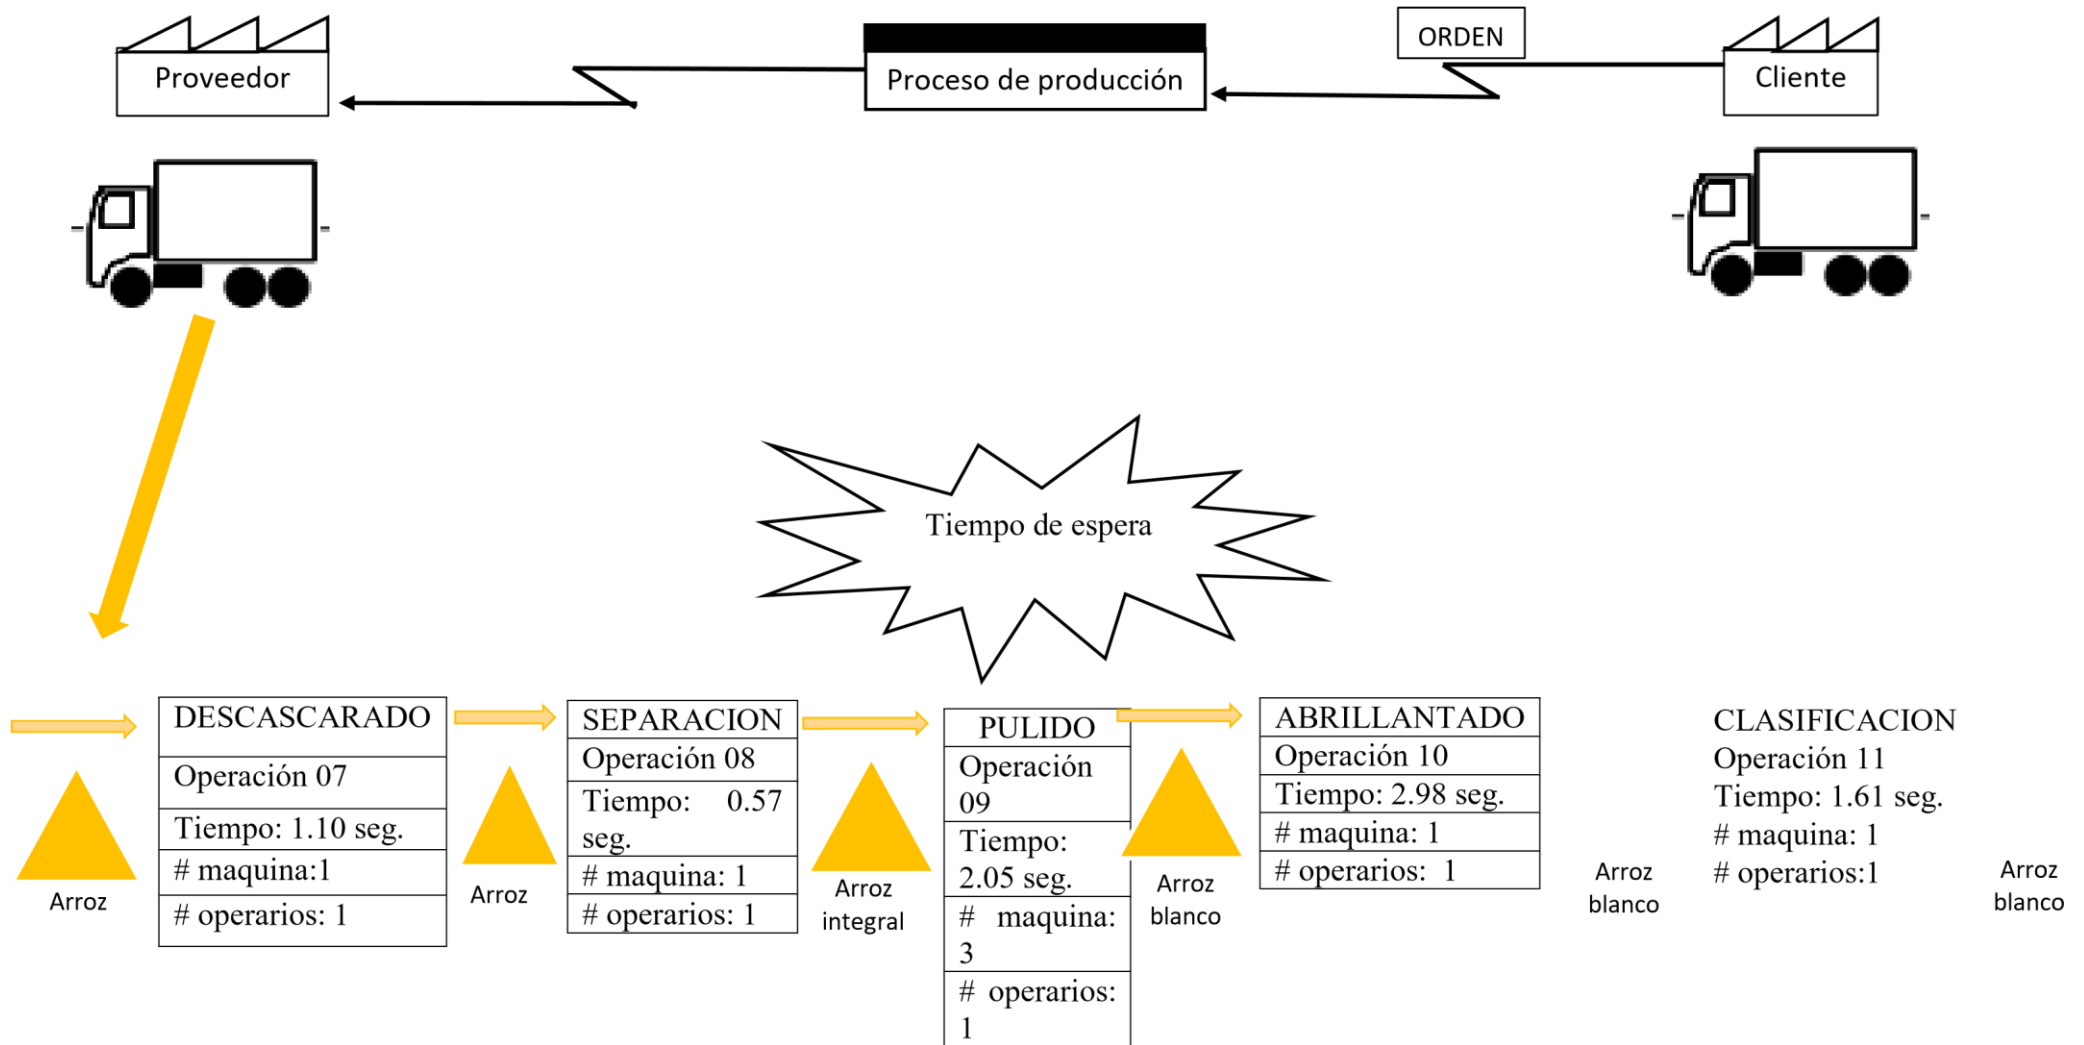 ORDEN
Proveedor
Proceso de producción
Cliente
Tiempo de espera
DESCASCARADO
Operación 07
Tiempo: 1.10 seg.
# maquina:1
# operarios: 1
SEPARACION
Operación 08
Tiempo: 0.57
seg.
# maquina: 1
# operarios: 1
PULIDO
Operación
09
Tiempo:
2.05 seg.
# maquina:
3
# operarios:
1
ABRILLANTADO
Operación 10
Tiempo: 2.98 seg.
# maquina: 1
# operarios: 1
CLASIFICACION
Operación 11
Tiempo: 1.61 seg.
# maquina: 1
# operarios:1
Arroz
Arroz
Arroz
integral
Arroz
blanco
Arroz
blanco
Arroz
blanco